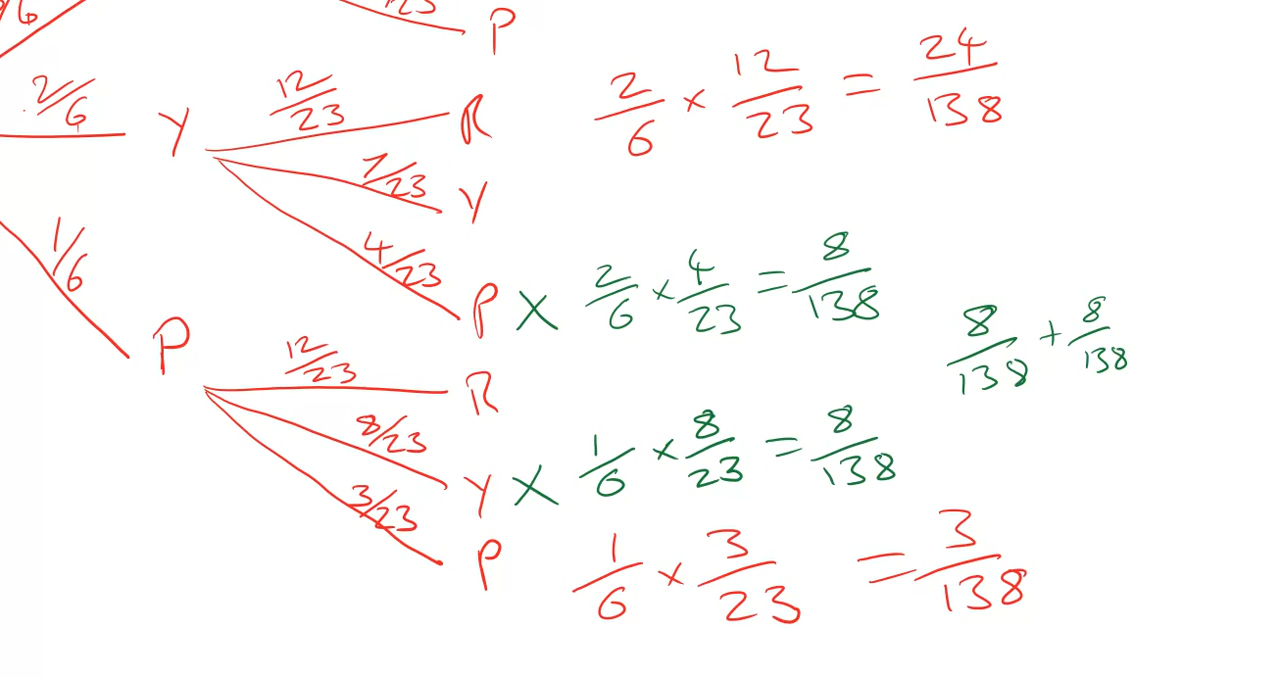 P
2/6 12/23 R 2/6 × 12/23 = 24/138
Y
7/23 Y
1/6
4/23 P × 2/6 × 4/23 = 8/138
8/138 + 8/138
P
12/23 R
8/23 Y × 1/6 × 8/23 = 8/138
3/23 P 1/6 × 3/23 = 3/138